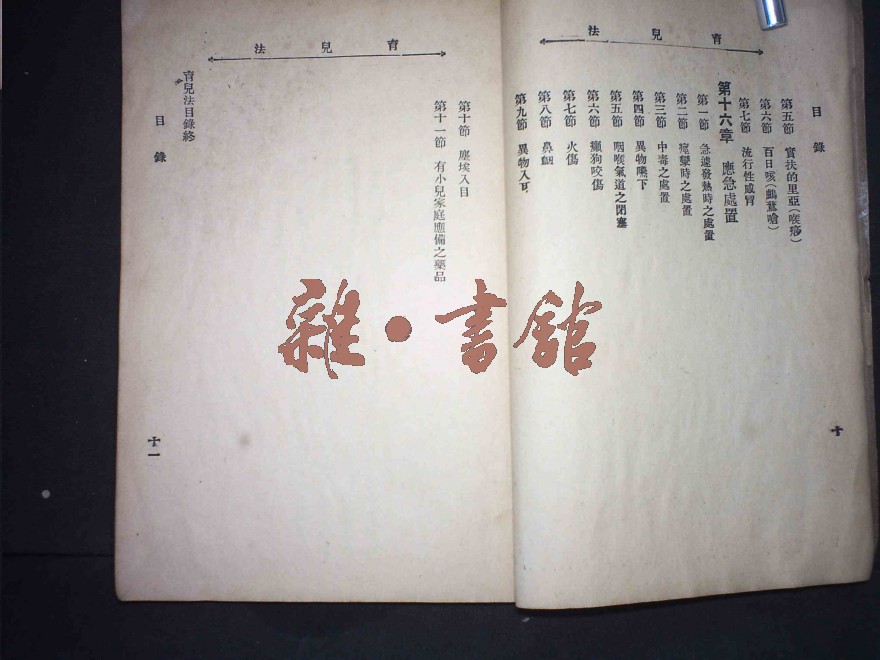 育兒法
目錄
第五節 實扶的里亞(喉痧)
第六節 百日咳(鸕鶿嗆)
第七節 流行性感冒
第十六章 應急處置
第一節 急遽發熱時之處置
第二節 痙攣時之處置
第三節 中毒之處置
第四節 異物嚥下
第五節 咽喉氣道之閉塞
第六節 癲狗咬傷
第七節 火傷
第八節 鼻衄
第九節 異物入耳
十
育兒法
第十節 塵埃入目
第十一節 有小兒家庭應備之藥品
育兒法目錄終
目錄
十一
雜·書館